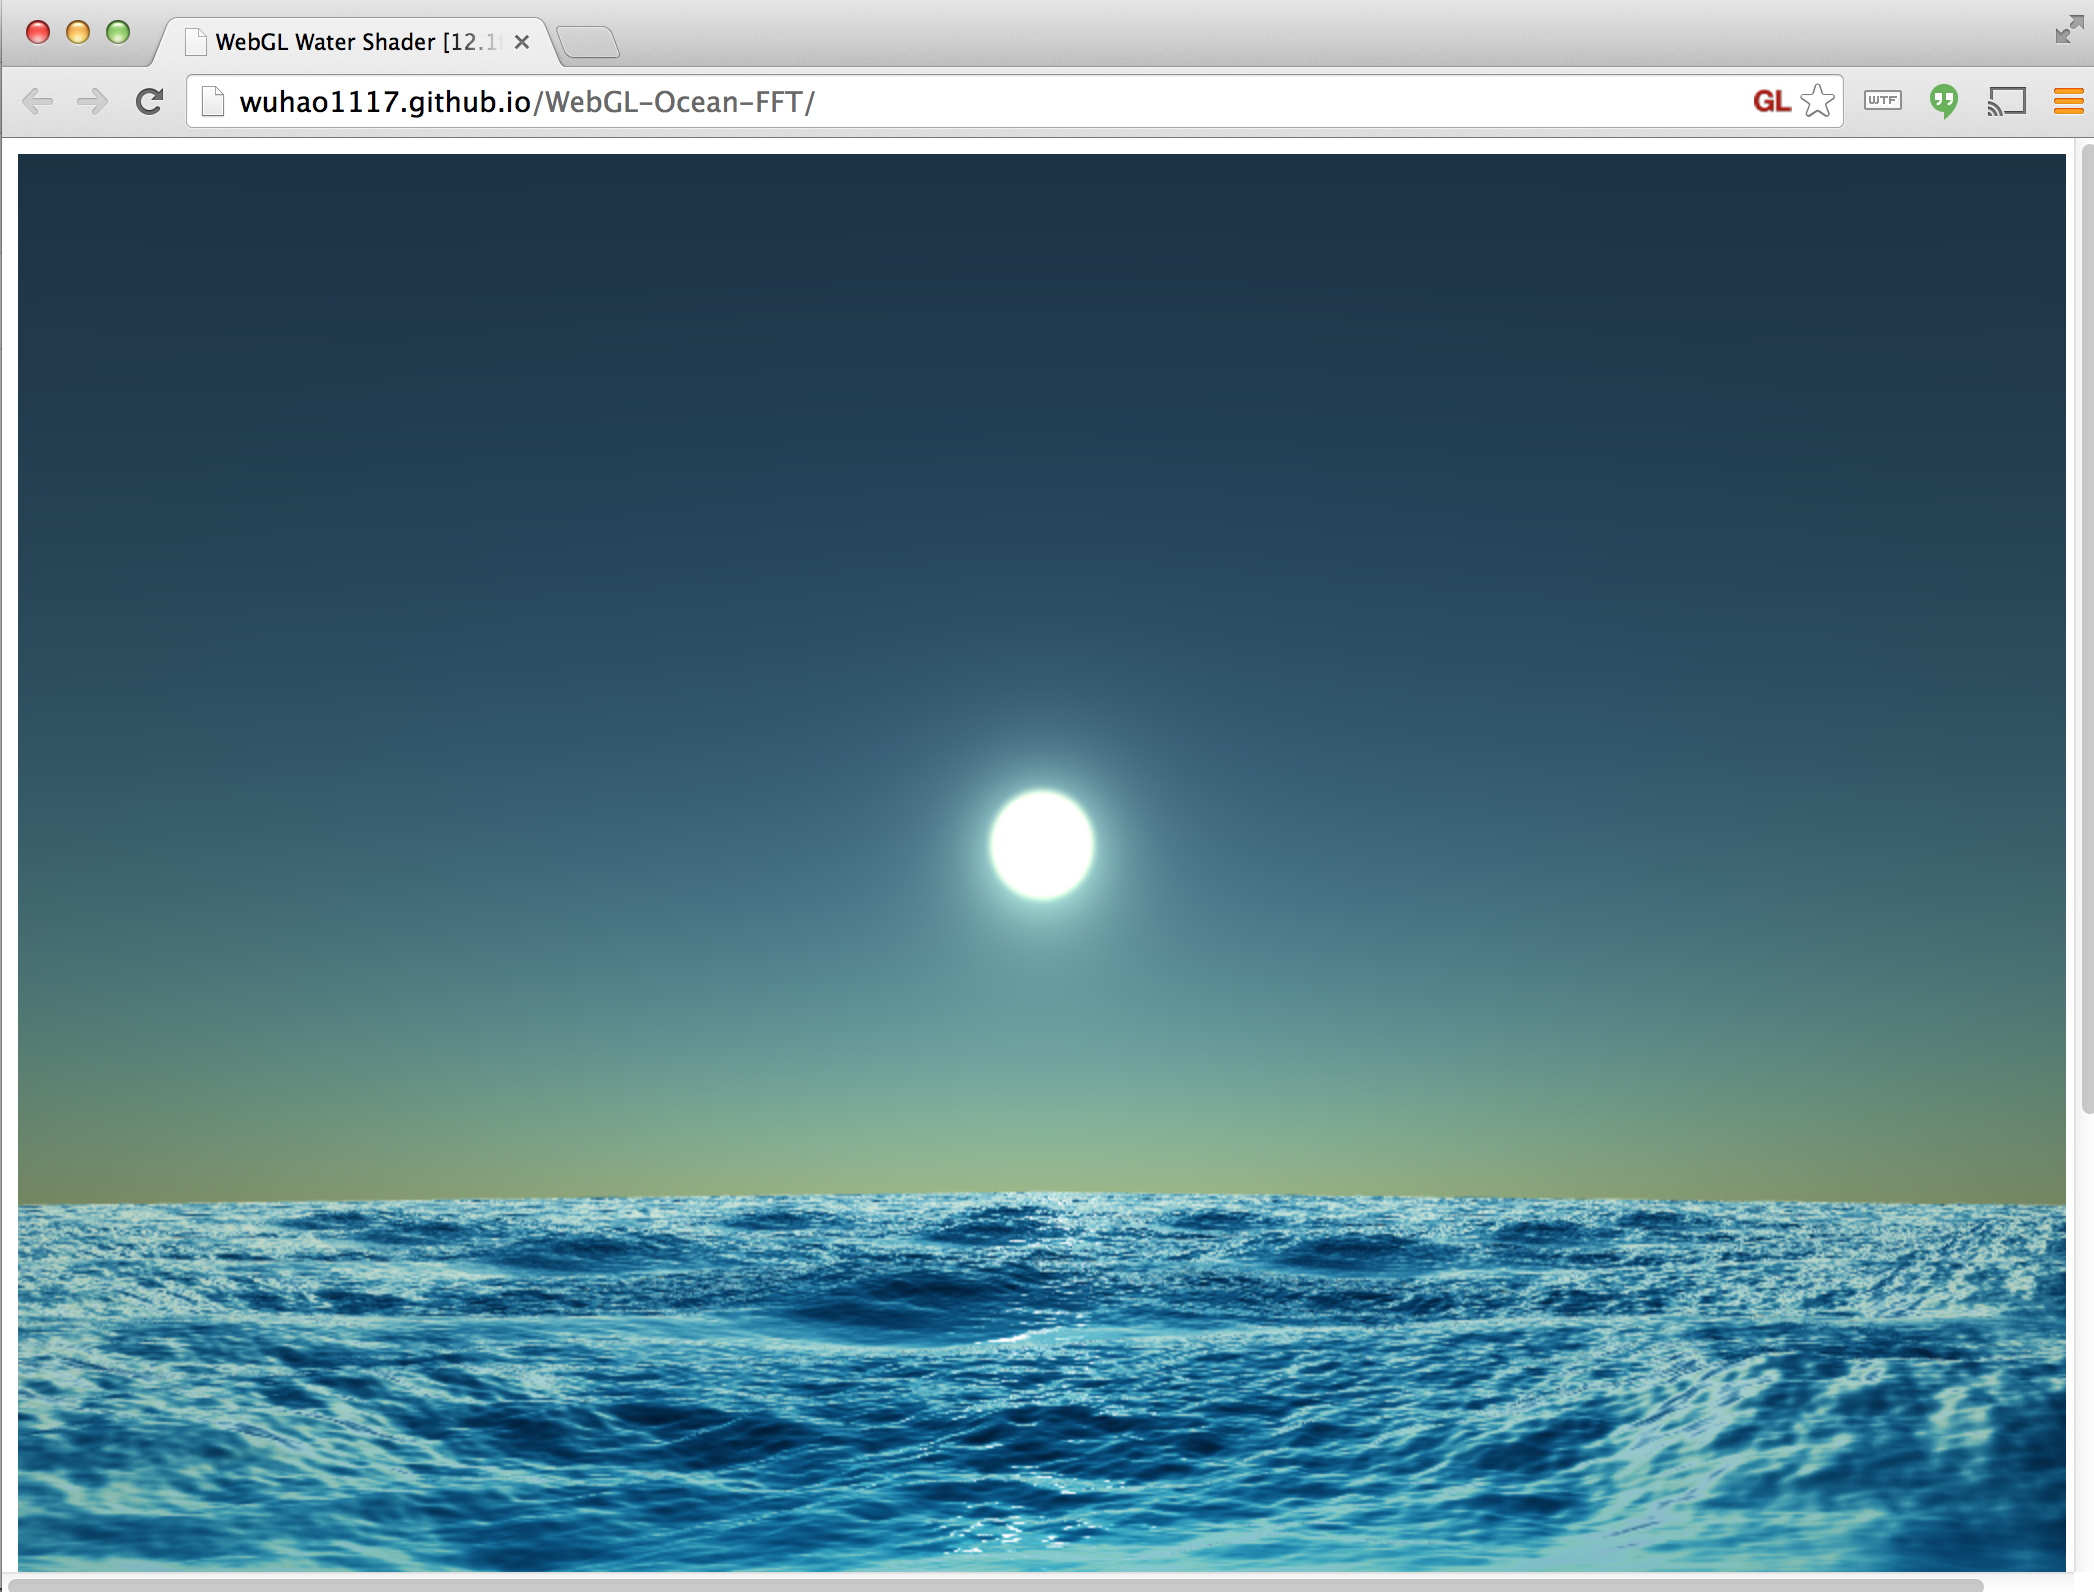 WebGL Water Shader [12.1
wuhao1117.github.io/WebGL-Ocean-FFT/
GL
WTF